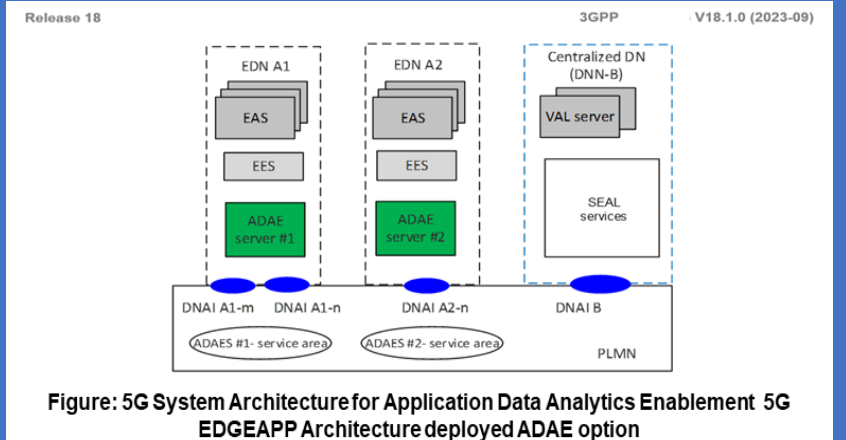 Release 18
3GPP
V18.1.0 (2023-09)
EDN A1
EAS
EES
ADAE
server #1
EDN A2
EAS
EES
ADAE
server #2
Centralized DN
(DNN-B)
VAL server
SEAL
services
DNAI A1-m
DNAI A1-n
DNAI A2-n
DNAI B
ADAES #1- service area
ADAES #2- service area
PLMN
Figure: 5G System Architecture for Application Data Analytics Enablement 5G
EDGEAPP Architecture deployed ADAE option